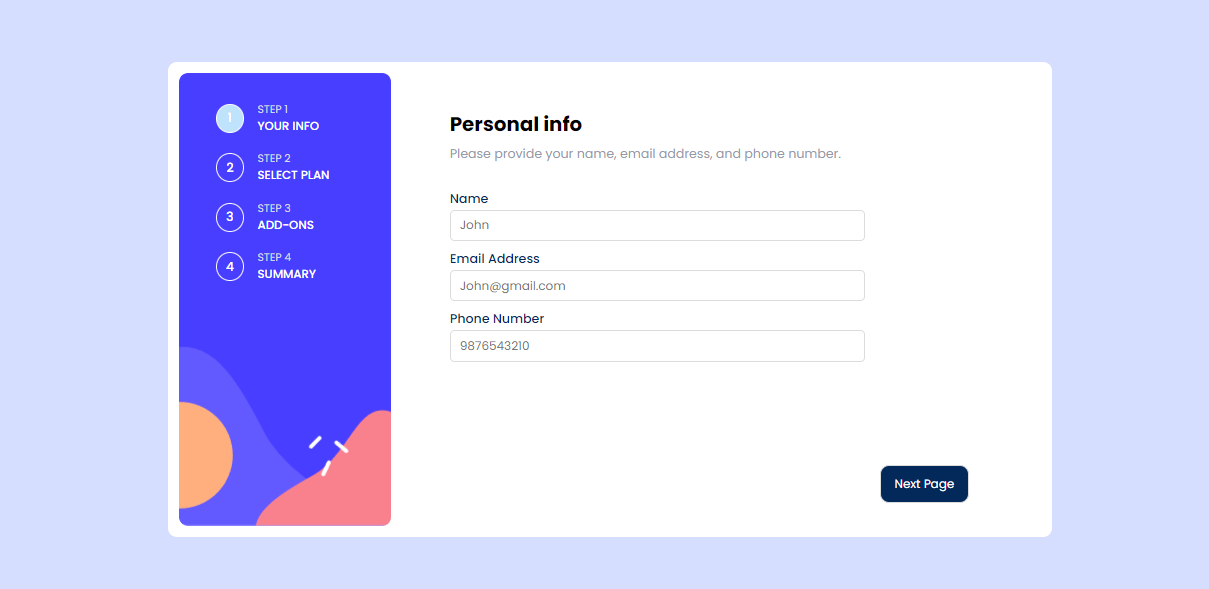 1
STEP 1
YOUR INFO
2
STEP 2
SELECT PLAN
3
STEP 3
ADD-ONS
4
STEP 4
SUMMARY
Personal info
Please provide your name, email address, and phone number.
Name
John
Email Address
John@gmail.com
Phone Number
9876543210
Next Page